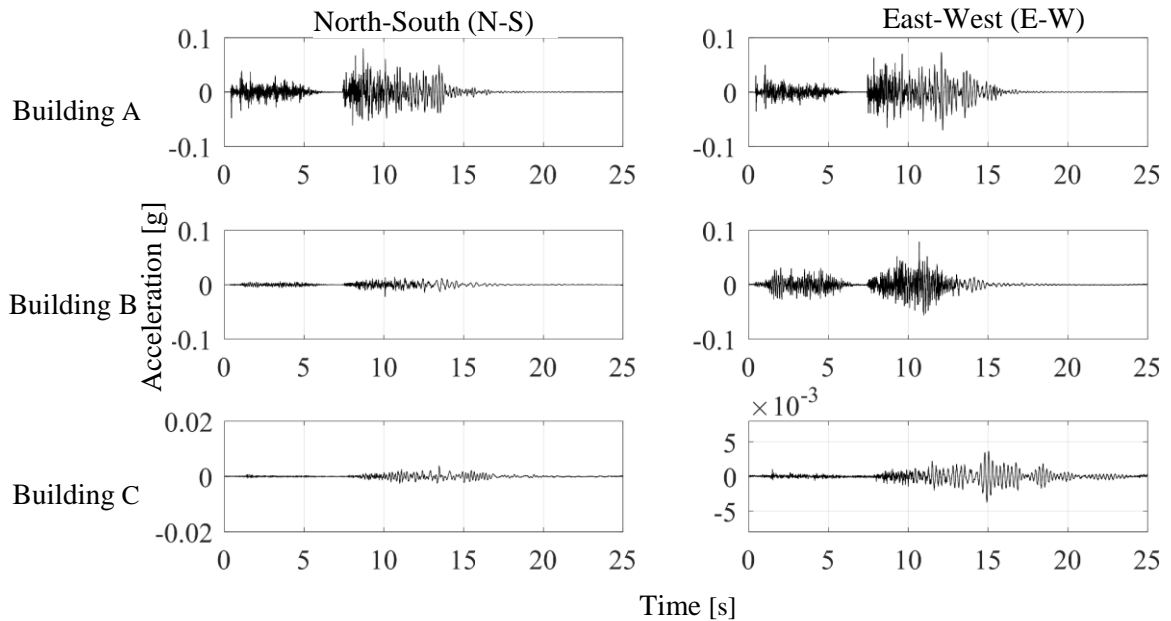 North-South (N-S) East-West (E-W)
0.1 0.1
Building A 0 0
-0.1 -0.1
0 5 10 15 20 25 0 5 10 15 20 25
Acceleration [g]
0.1 0.1
Building B 0 0
-0.1 -0.1
0 5 10 15 20 25 0 5 10 15 20 25
×10⁻³
0.02 5
Building C 0 0
-0.02 -5
0 5 10 15 20 25 0 5 10 15 20 25
Time [s]